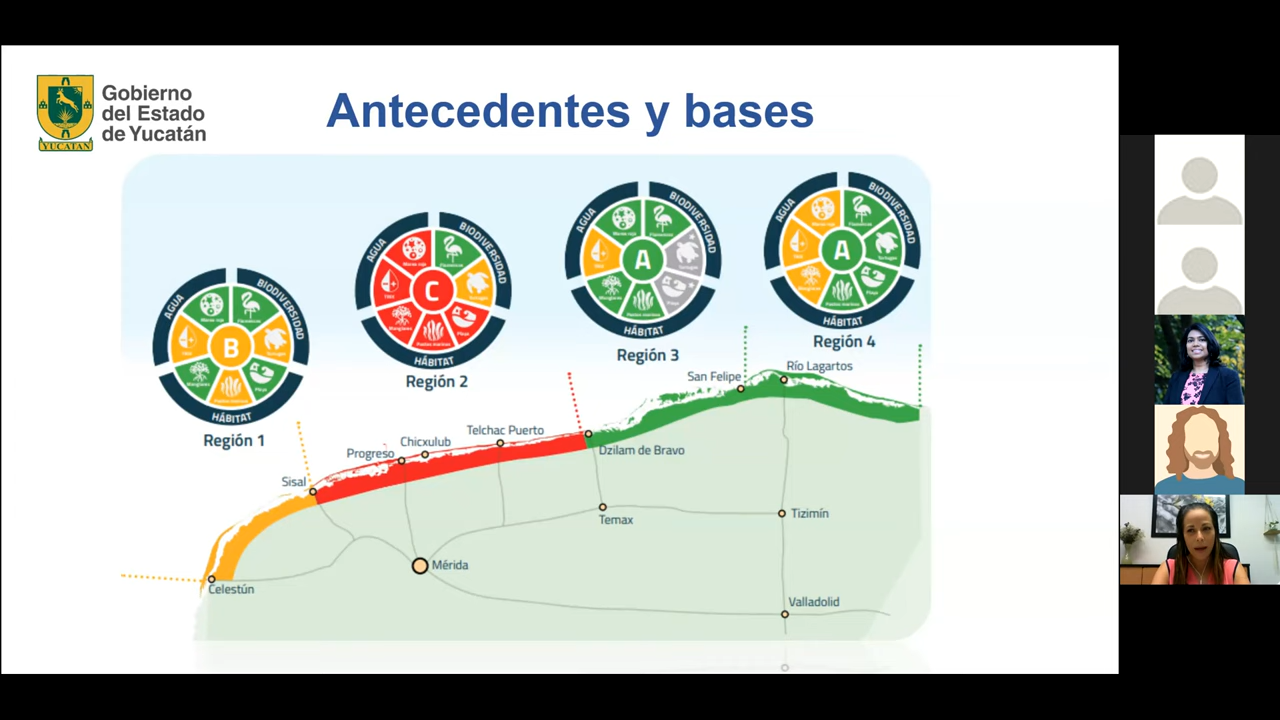 Gobierno
del Estado
de Yucatán
YUCATÁN
Antecedentes y bases
AGUA
BIODIVERSIDAD
HÁBITAT
B
Región 1
AGUA
BIODIVERSIDAD
HÁBITAT
C
Región 2
AGUA
BIODIVERSIDAD
HÁBITAT
A
Región 3
AGUA
BIODIVERSIDAD
HÁBITAT
A
Región 4
San Felipe
Río Lagartos
Telchac Puerto
Chicxulub
Progreso
Dzilam de Bravo
Sisal
Temax
Tizimín
Mérida
Celestún
Valladolid